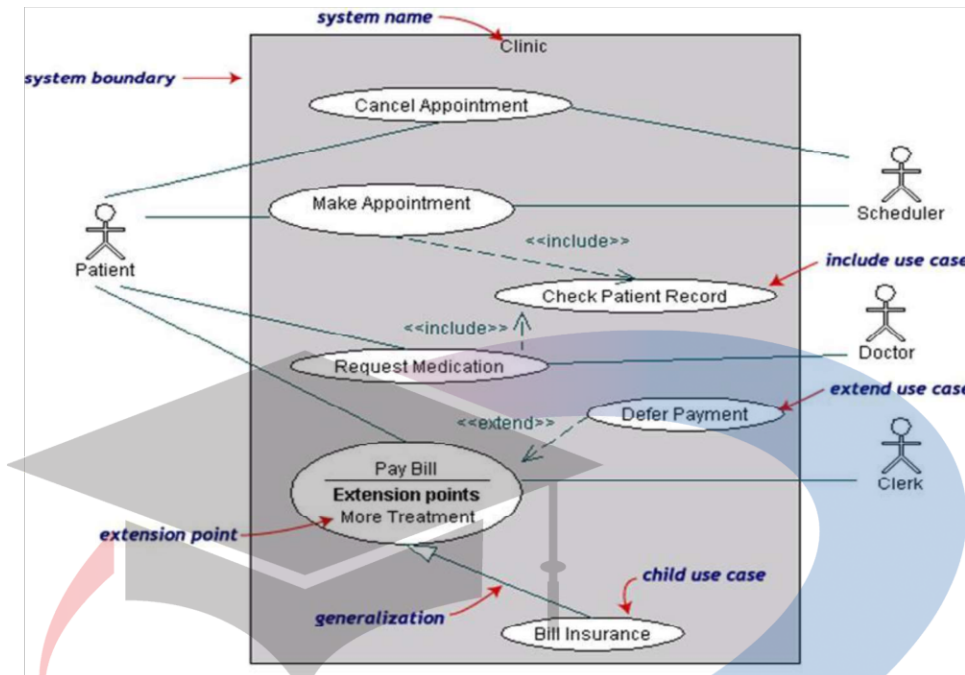 system name
Clinic
system boundary
Cancel Appointment
Make Appointment
Scheduler
<<include>>
Patient
include use case
Check Patient Record
<<include>>
Request Medication
Doctor
extend use case
Defer Payment
<<extend>>
Pay Bill
Extension points
More Treatment
Clerk
extension point
child use case
generalization
Bill Insurance